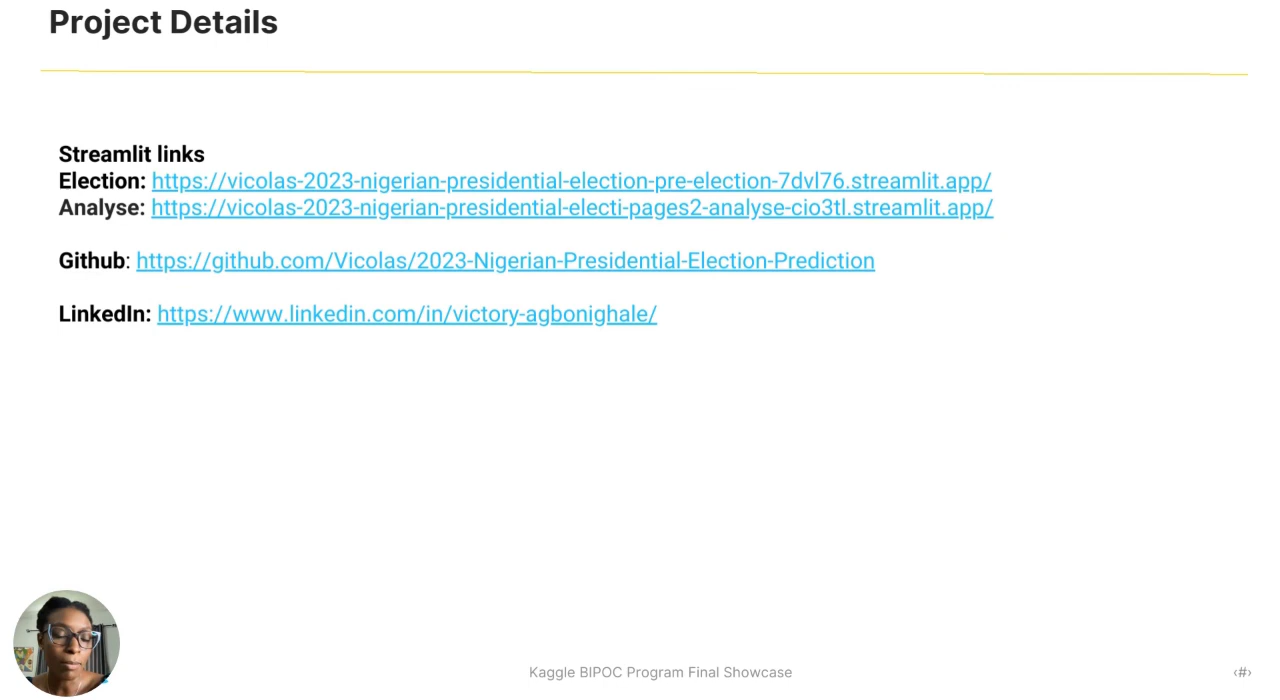 Project Details
Streamlit links
Election: https://vicolas-2023-nigerian-presidential-election-pre-election-7dvl76.streamlit.app/
Analyse: https://vicolas-2023-nigerian-presidential-electi-pages2-analyse-cio3tl.streamlit.app/
Github: https://github.com/Vicolas/2023-Nigerian-Presidential-Election-Prediction
LinkedIn: https://www.linkedin.com/in/victory-agbonighale/
Kaggle BIPOC Program Final Showcase
‹#›